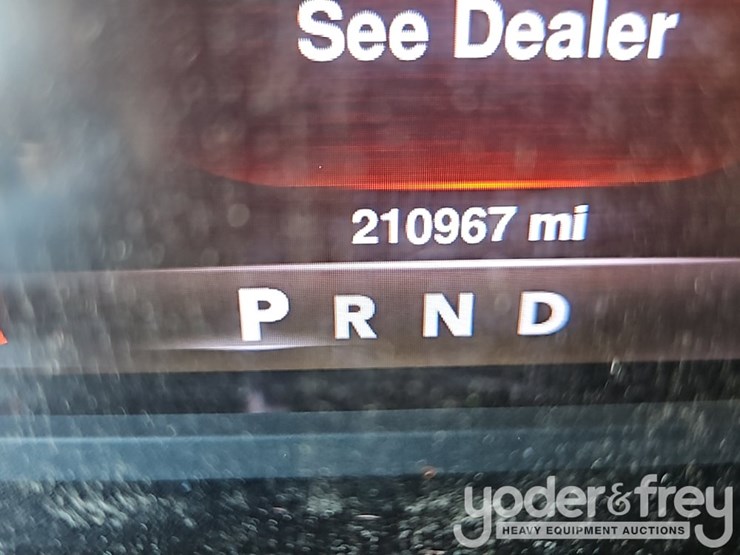 See Dealer
210967 mi
P R N D
yoder & frey
HEAVY EQUIPMENT AUCTIONS